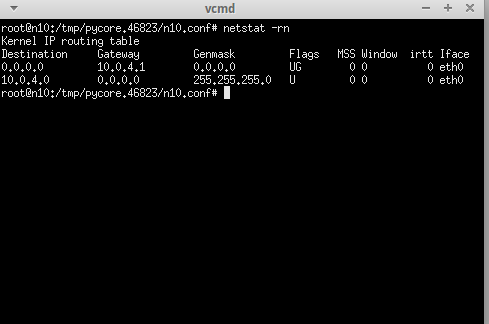 vcmd
root@n10:/tmp/pycore.46823/n10.conf# netstat -rn
Kernel IP routing table
Destination     Gateway         Genmask         Flags   MSS Window  irtt Iface
0.0.0.0         10.0.4.1        0.0.0.0         UG        0 0          0 eth0
10.0.4.0        0.0.0.0         255.255.255.0   U         0 0          0 eth0
root@n10:/tmp/pycore.46823/n10.conf#